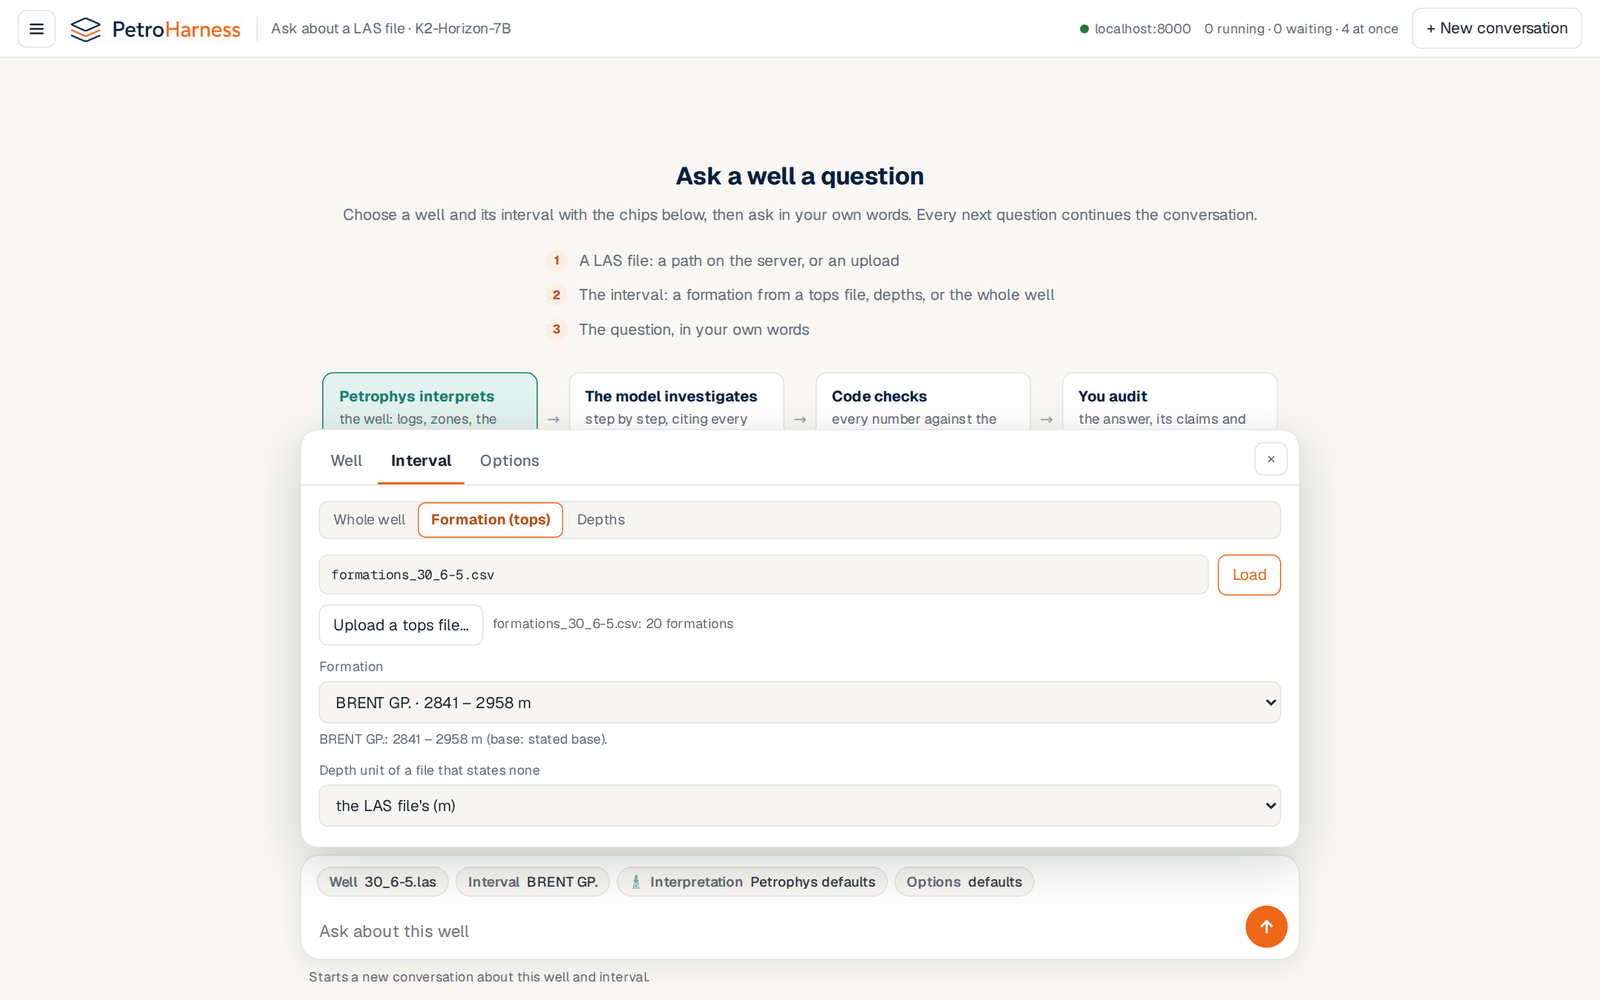 PetroHarness
Ask about a LAS file · K2-Horizon-7B
localhost:8000
0 running · 0 waiting · 4 at once
+ New conversation
Ask a well a question
Choose a well and its interval with the chips below, then ask in your own words. Every next question continues the conversation.
1 A LAS file: a path on the server, or an upload
2 The interval: a formation from a tops file, depths, or the whole well
3 The question, in your own words
Petrophys interprets
the well: logs, zones, the
→
The model investigates
step by step, citing every
→
Code checks
every number against the
→
You audit
the answer, its claims and
Well Interval Options ×
Whole well Formation (tops) Depths
formations_30_6-5.csv Load
Upload a tops file... formations_30_6-5.csv: 20 formations
Formation
BRENT GP. · 2841 – 2958 m
BRENT GP.: 2841 – 2958 m (base: stated base).
Depth unit of a file that states none
the LAS file's (m)
Well 30_6-5.las Interval BRENT GP. Interpretation Petrophys defaults Options defaults
Ask about this well
Starts a new conversation about this well and interval.